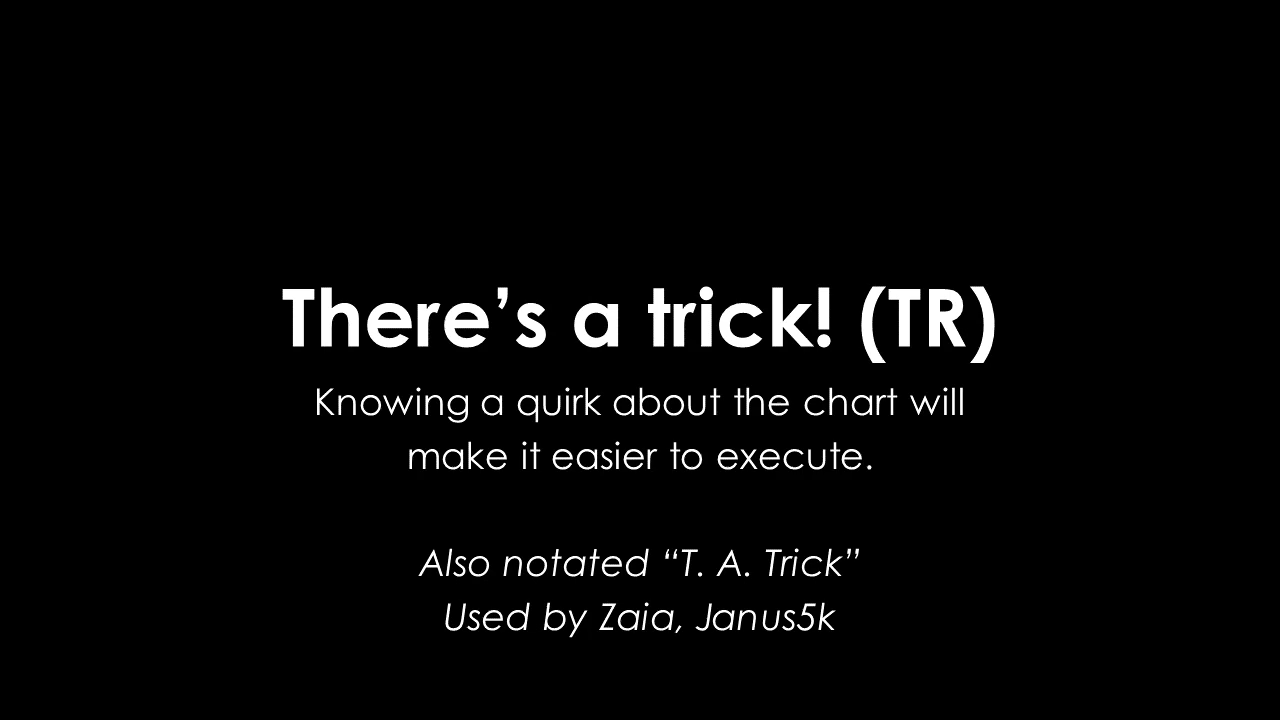 There’s a trick! (TR)
Knowing a quirk about the chart will
make it easier to execute.
Also notated “T. A. Trick”
Used by Zaia, Janus5k